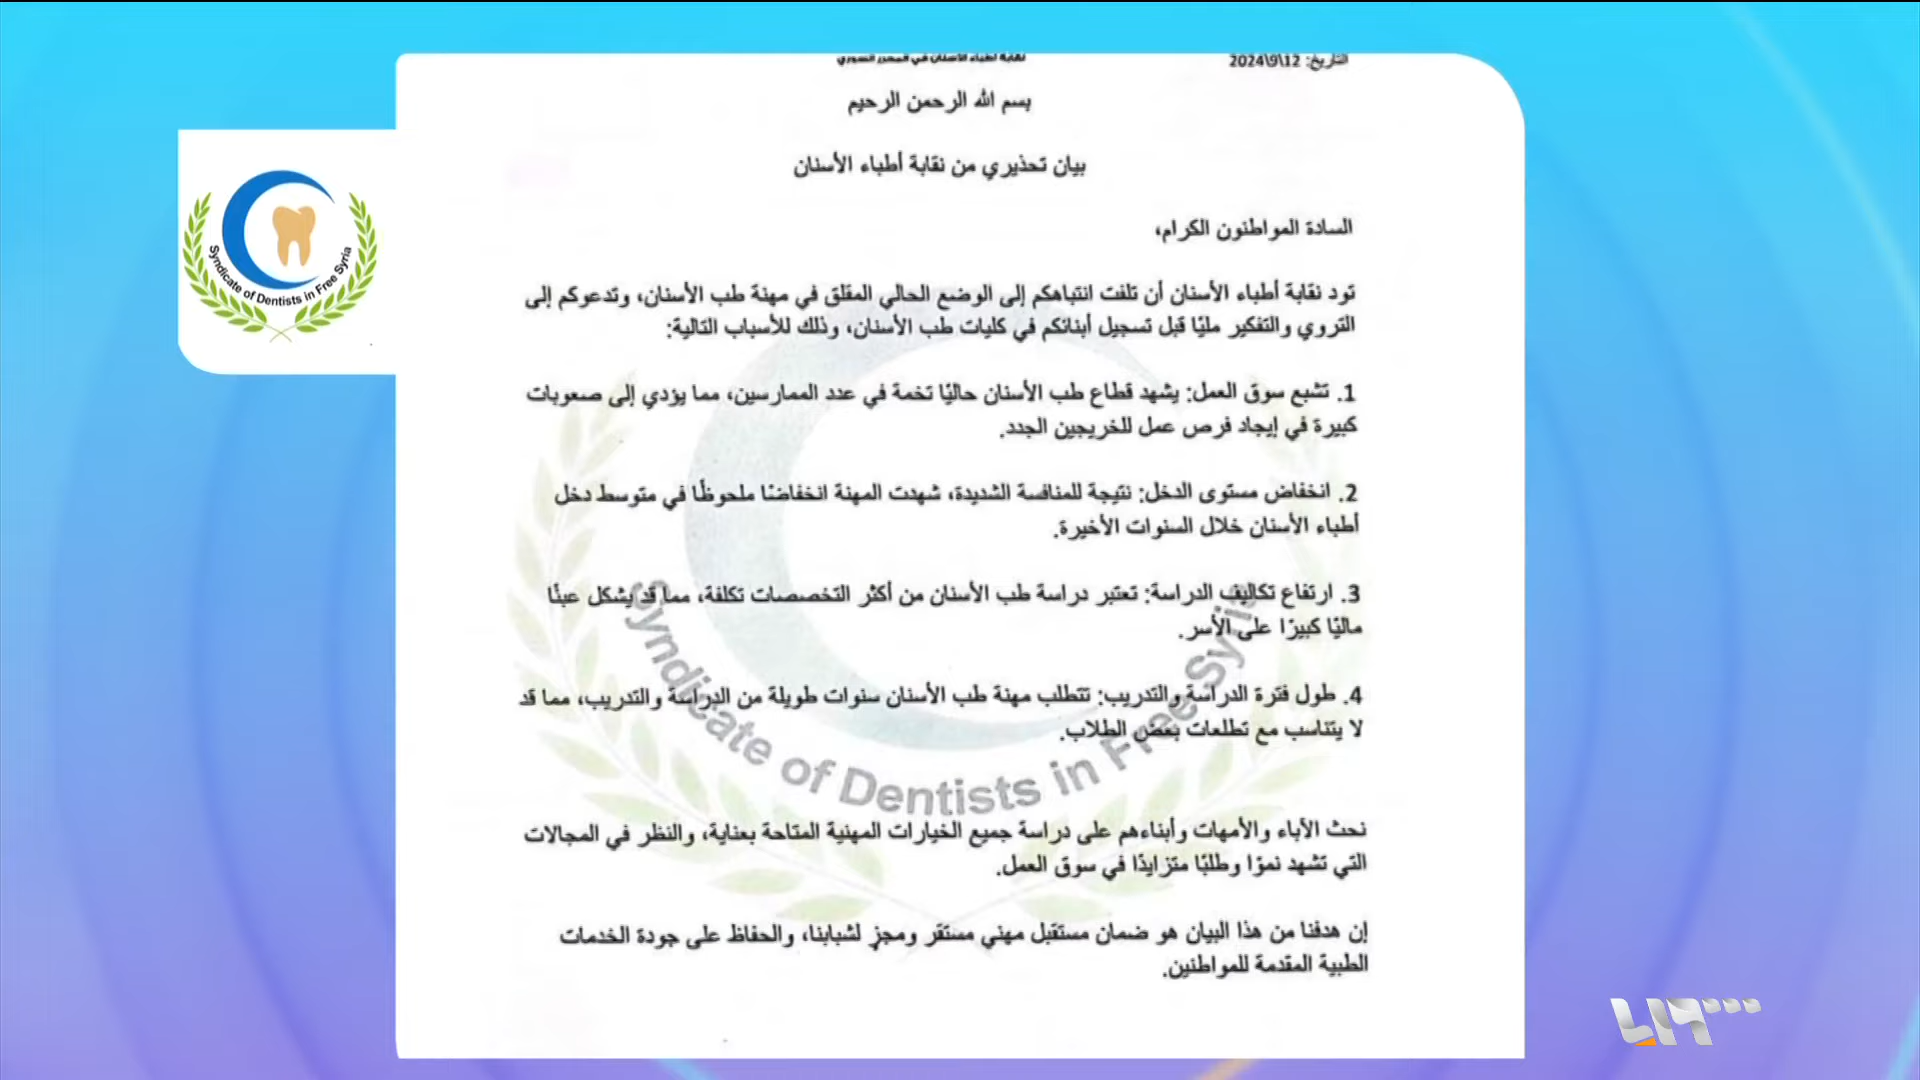 نقابة أطباء الأسنان في المحرر السوري
التاريخ: 12\9\2024
بسم الله الرحمن الرحيم
بيان تحذيري من نقابة أطباء الأسنان
Syndicate of Dentists in Free Syria
السادة المواطنون الكرام،
تود نقابة أطباء الأسنان أن تلفت انتباهكم إلى الوضع الحالي المقلق في مهنة طب الأسنان، وتدعوكم إلى
التروي والتفكير مليًا قبل تسجيل أبنائكم في كليات طب الأسنان، وذلك للأسباب التالية:
1. تشبع سوق العمل: يشهد قطاع طب الأسنان حاليًا تخمة في عدد الممارسين، مما يؤدي إلى صعوبات
كبيرة في إيجاد فرص عمل للخريجين الجدد.
2. انخفاض مستوى الدخل: نتيجة للمنافسة الشديدة، شهدت المهنة انخفاضًا ملحوظًا في متوسط دخل
أطباء الأسنان خلال السنوات الأخيرة.
3. ارتفاع تكاليف الدراسة: تعتبر دراسة طب الأسنان من أكثر التخصصات تكلفة، مما قد يشكل عبئًا
ماليًا كبيرًا على الأسر.
4. طول فترة الدراسة والتدريب: تتطلب مهنة طب الأسنان سنوات طويلة من الدراسة والتدريب، مما قد
لا يتناسب مع تطلعات بعض الطلاب.
Syndicate of Dentists in Free Syria
نحث الآباء والأمهات وأبناءهم على دراسة جميع الخيارات المهنية المتاحة بعناية، والنظر في المجالات
التي تشهد نموًا وطلبًا متزايدًا في سوق العمل.
إن هدفنا من هذا البيان هو ضمان مستقبل مهني مستقر ومجزٍ لشبابنا، والحفاظ على جودة الخدمات
الطبية المقدمة للمواطنين.